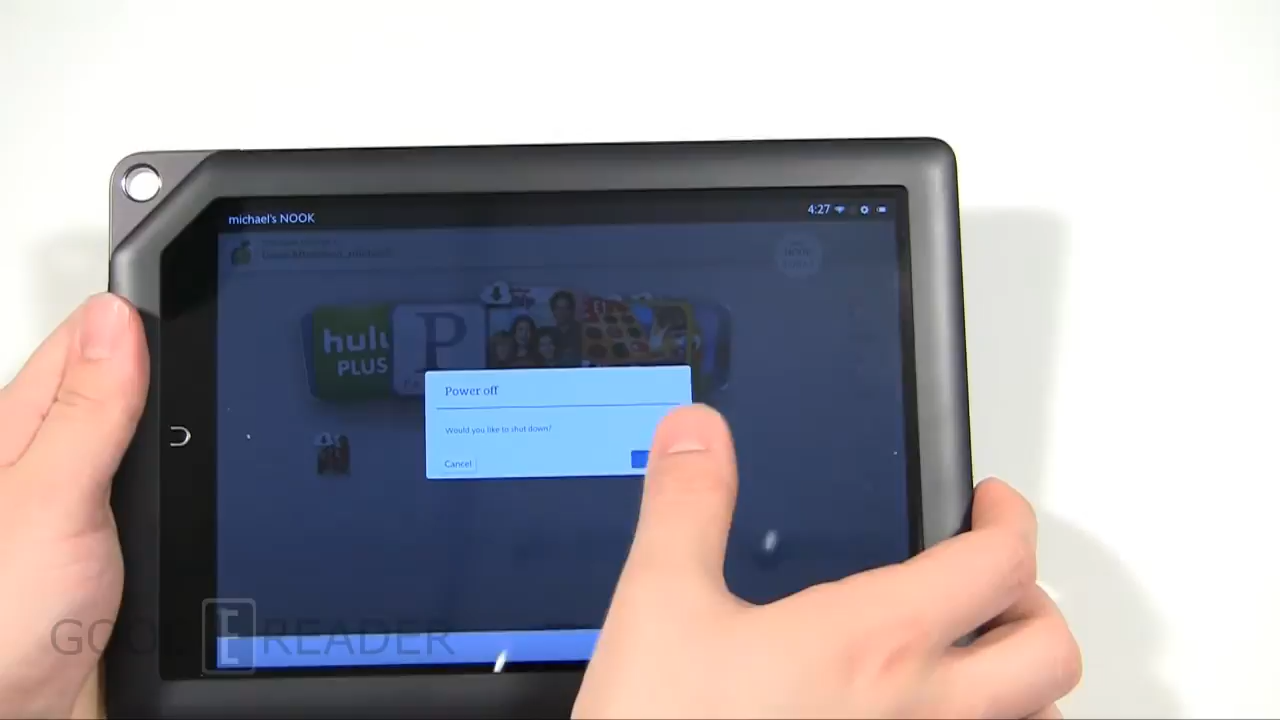 michael's NOOK
4:27
hulu
PLUS
P
Power off
Would you like to shut down?
Cancel
GOOD E READER